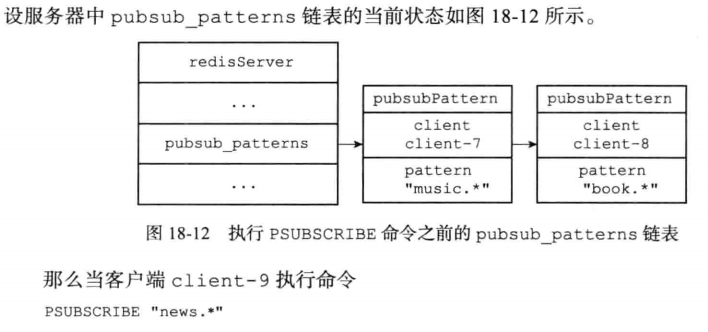 设服务器中 pubsub_patterns 链表的当前状态如图 18-12 所示。
redisServer
...
pubsub_patterns
...
pubsubPattern
client
client-7
pattern
"music.*"
pubsubPattern
client
client-8
pattern
"book.*"
图 18-12 执行 PSUBSCRIBE 命令之前的 pubsub_patterns 链表
那么当客户端 client-9 执行命令
PSUBSCRIBE "news.*"